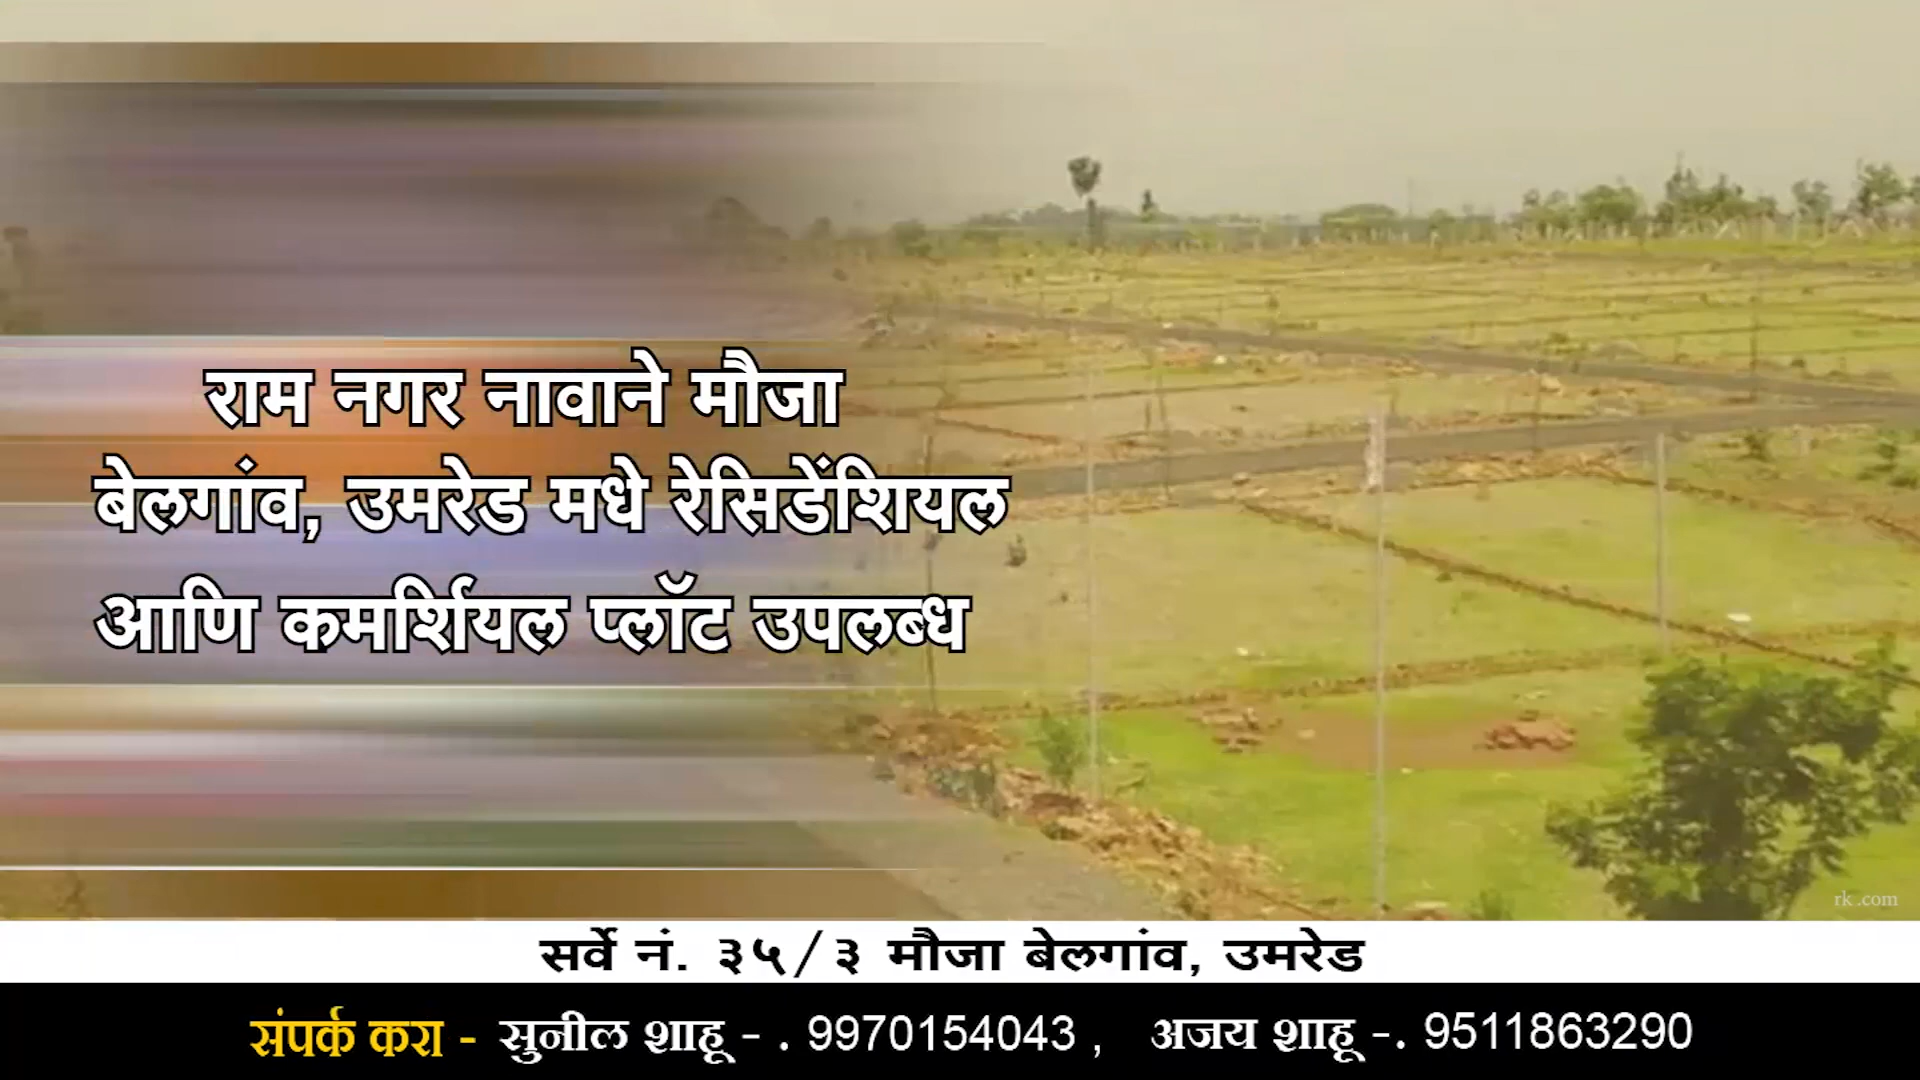 राम नगर नावाने मौजा
बेलगांव, उमरेड मधे रेसिडेंशियल
आणि कमर्शियल प्लॉट उपलब्ध
rk.com
सर्वे नं. ३५/३ मौजा बेलगांव, उमरेड
संपर्क करा - सुनील शाहू - . 9970154043 , अजय शाहू -. 9511863290